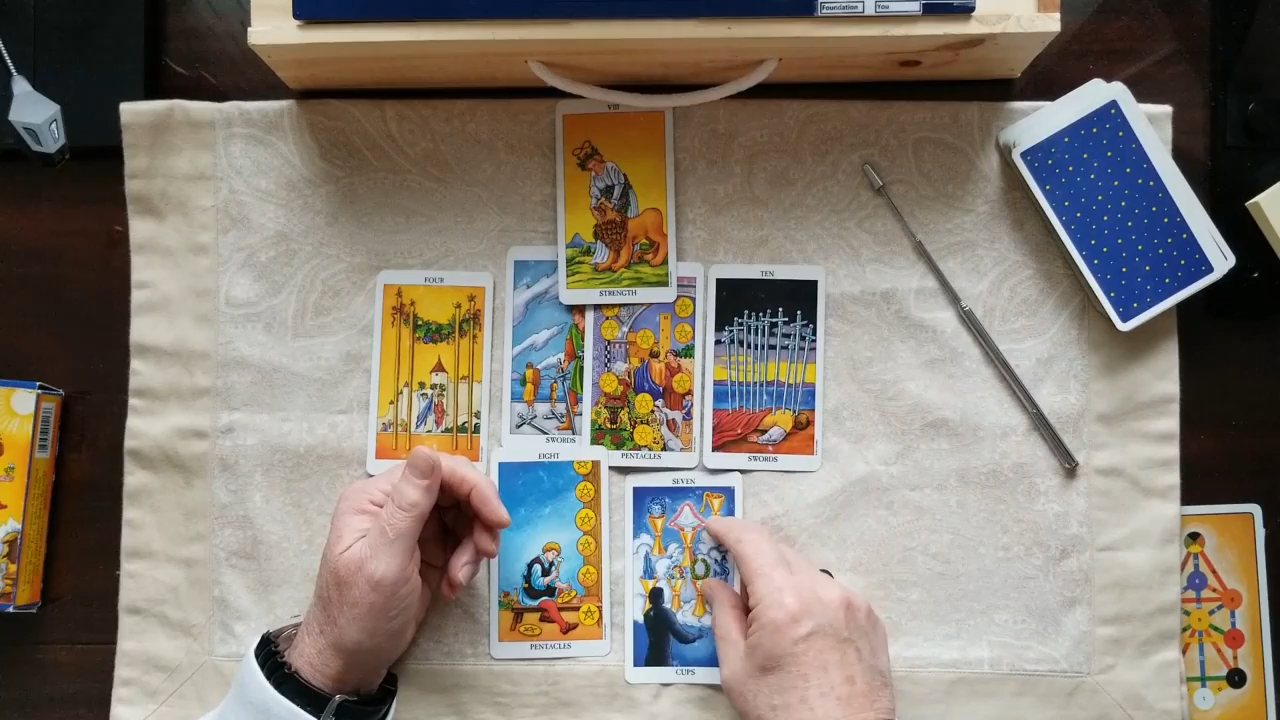 Foundation
You
VIII
STRENGTH
FOUR
TEN
SWORDS
PENTACLES
SWORDS
EIGHT
SEVEN
PENTACLES
CUPS